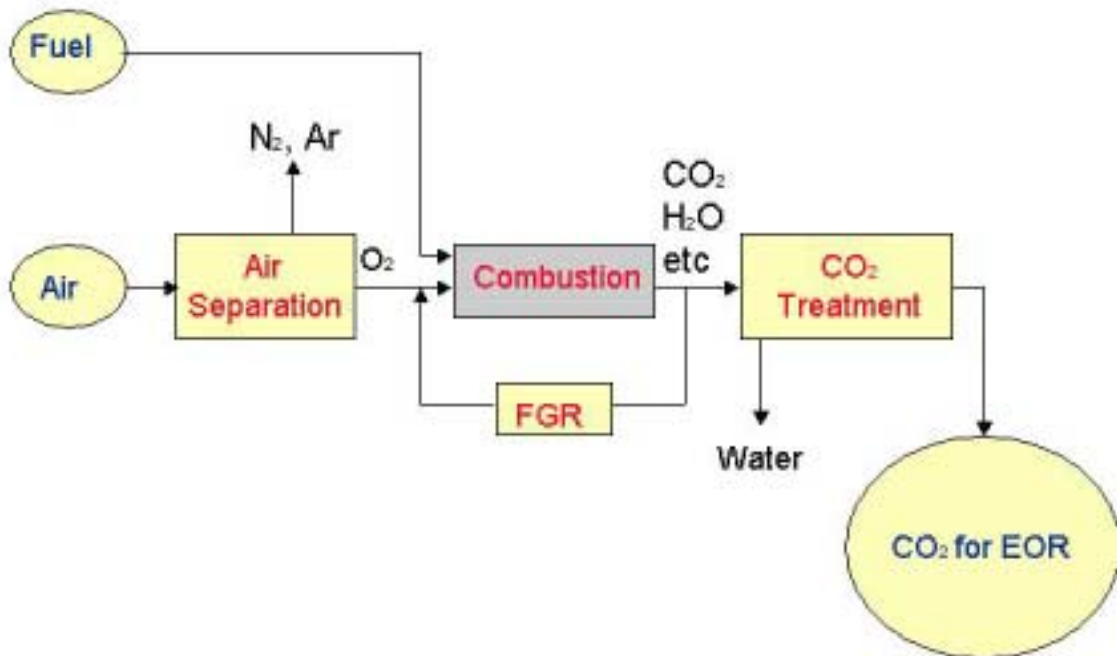 Fuel
N₂, Ar
CO₂
H₂O
etc
Air
Air
Separation
O₂
Combustion
CO₂
Treatment
FGR
Water
CO₂ for EOR